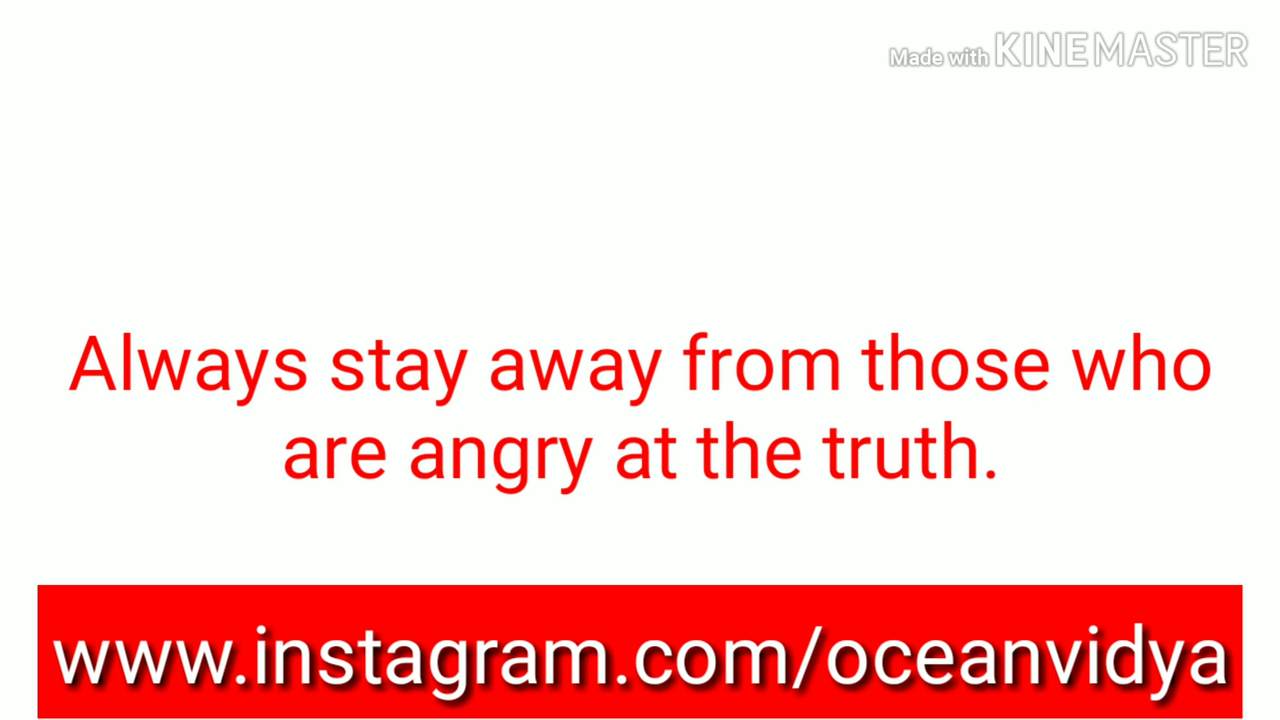 Made with KINEMASTER
Always stay away from those who
are angry at the truth.
www.instagram.com/oceanvidya